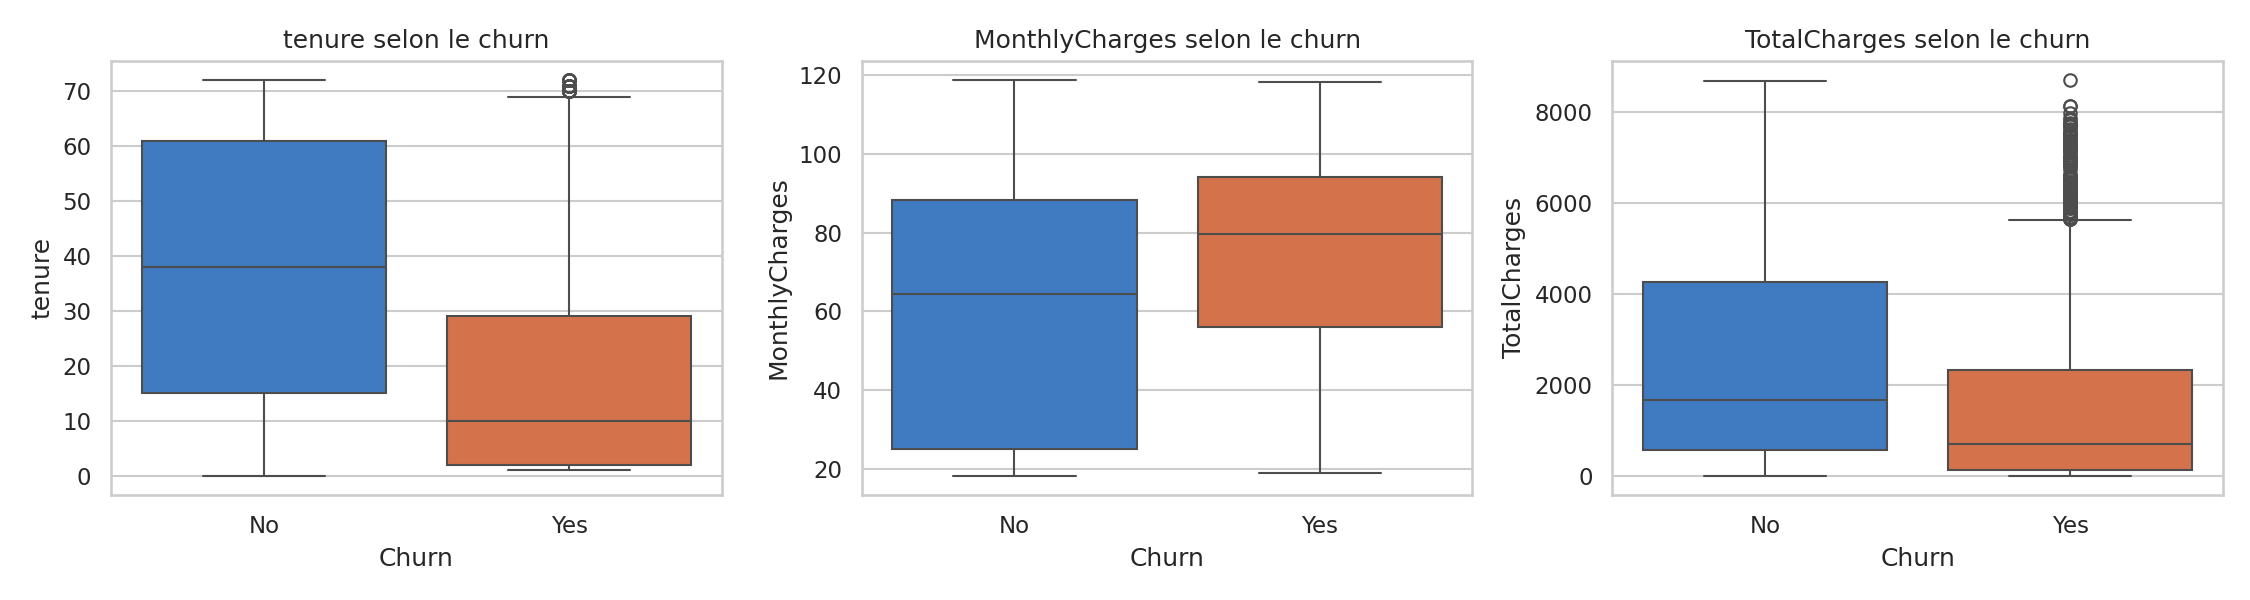 tenure selon le churn
tenure
70
60
50
40
30
20
10
0
No
Yes
Churn
MonthlyCharges selon le churn
MonthlyCharges
120
100
80
60
40
20
No
Yes
Churn
TotalCharges selon le churn
TotalCharges
8000
6000
4000
2000
0
No
Yes
Churn